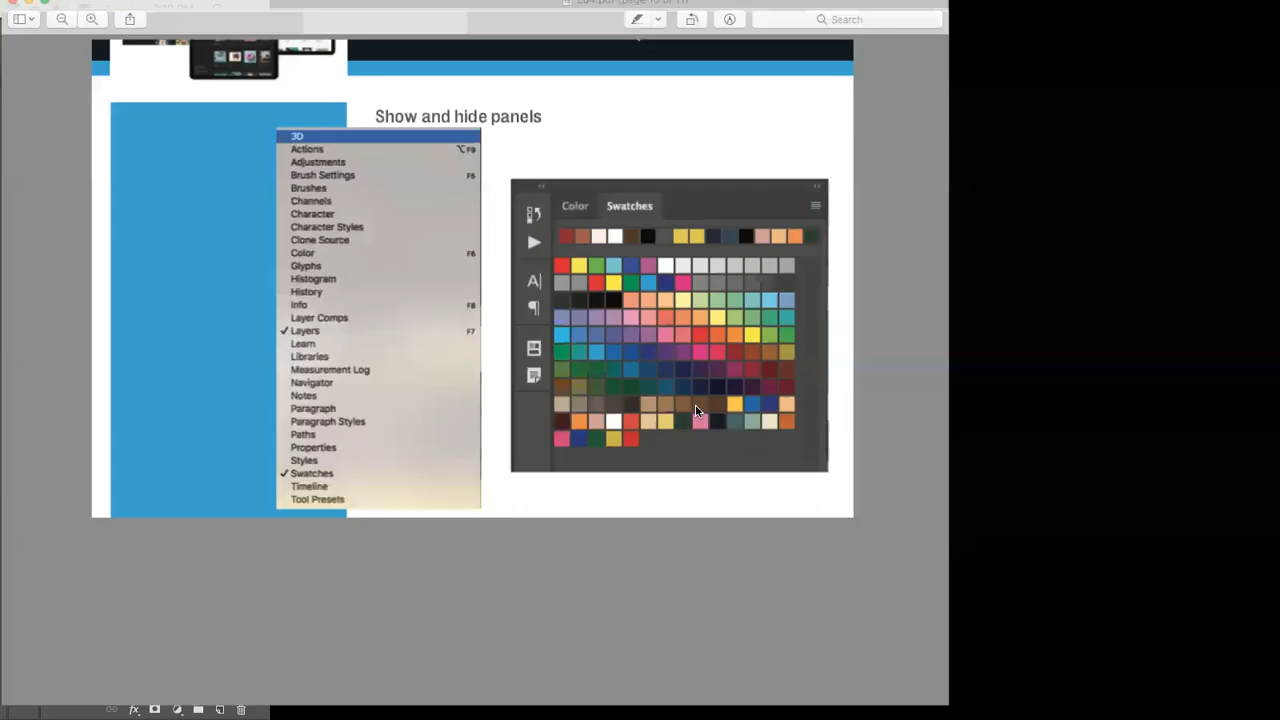 Search
Show and hide panels
3D
Actions ⌥F9
Adjustments
Brush Settings F5
Brushes
Channels
Character
Character Styles
Clone Source
Color F6
Glyphs
Histogram
History
Info F8
Layer Comps
✓ Layers F7
Learn
Libraries
Measurement Log
Navigator
Notes
Paragraph
Paragraph Styles
Paths
Properties
Styles
✓ Swatches
Timeline
Tool Presets
Color Swatches
A|
fx